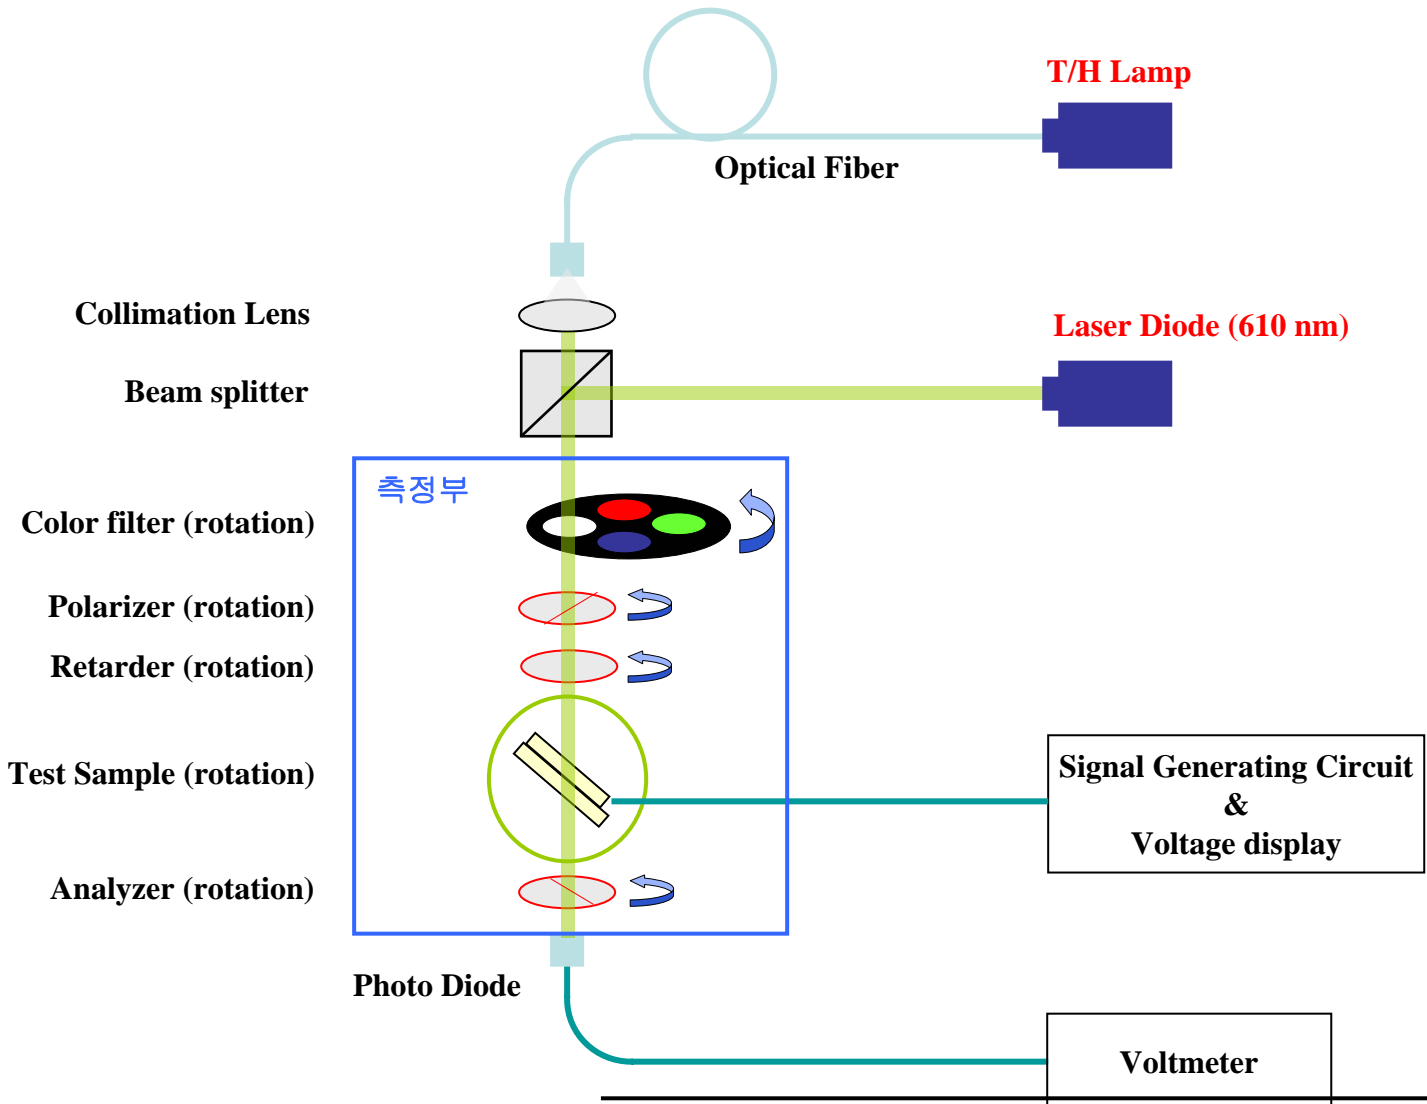 T/H Lamp
Optical Fiber
Collimation Lens
Laser Diode (610 nm)
Beam splitter
측정부
Color filter (rotation)
Polarizer (rotation)
Retarder (rotation)
Test Sample (rotation)
Signal Generating Circuit
&
Voltage display
Analyzer (rotation)
Photo Diode
Voltmeter